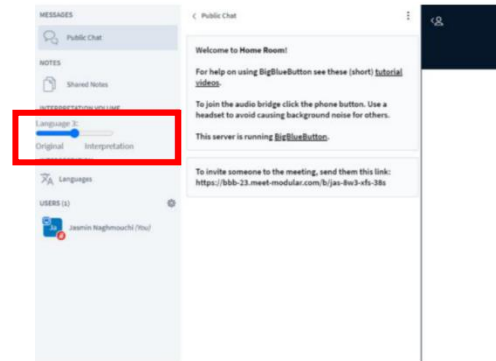 MESSAGES
Public Chat
NOTES
Shared Notes
INTERPRETATION VOLUME
Language 3:
Original Interpretation
Languages
USERS (1)
Ja
Jasmin Naghmouchi (You)
Public Chat
Welcome to Home Room!
For help on using BigBlueButton see these (short) tutorial
videos.
To join the audio bridge click the phone button. Use a
headset to avoid causing background noise for others.
This server is running BigBlueButton.
To invite someone to the meeting, send them this link:
https://bbb-23.meet-modular.com/b/jas-8w3-xfs-38s